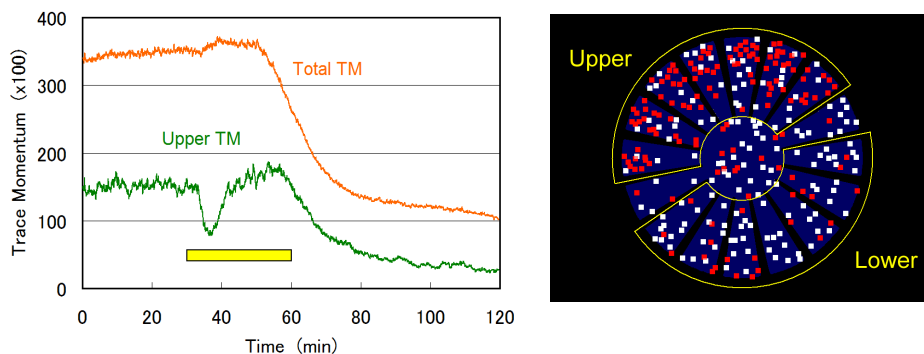 400
300
200
100
0
Trace Momentum (x100)
Total TM
Upper TM
0 20 40 60 80 100 120
Time (min)
Upper
Lower